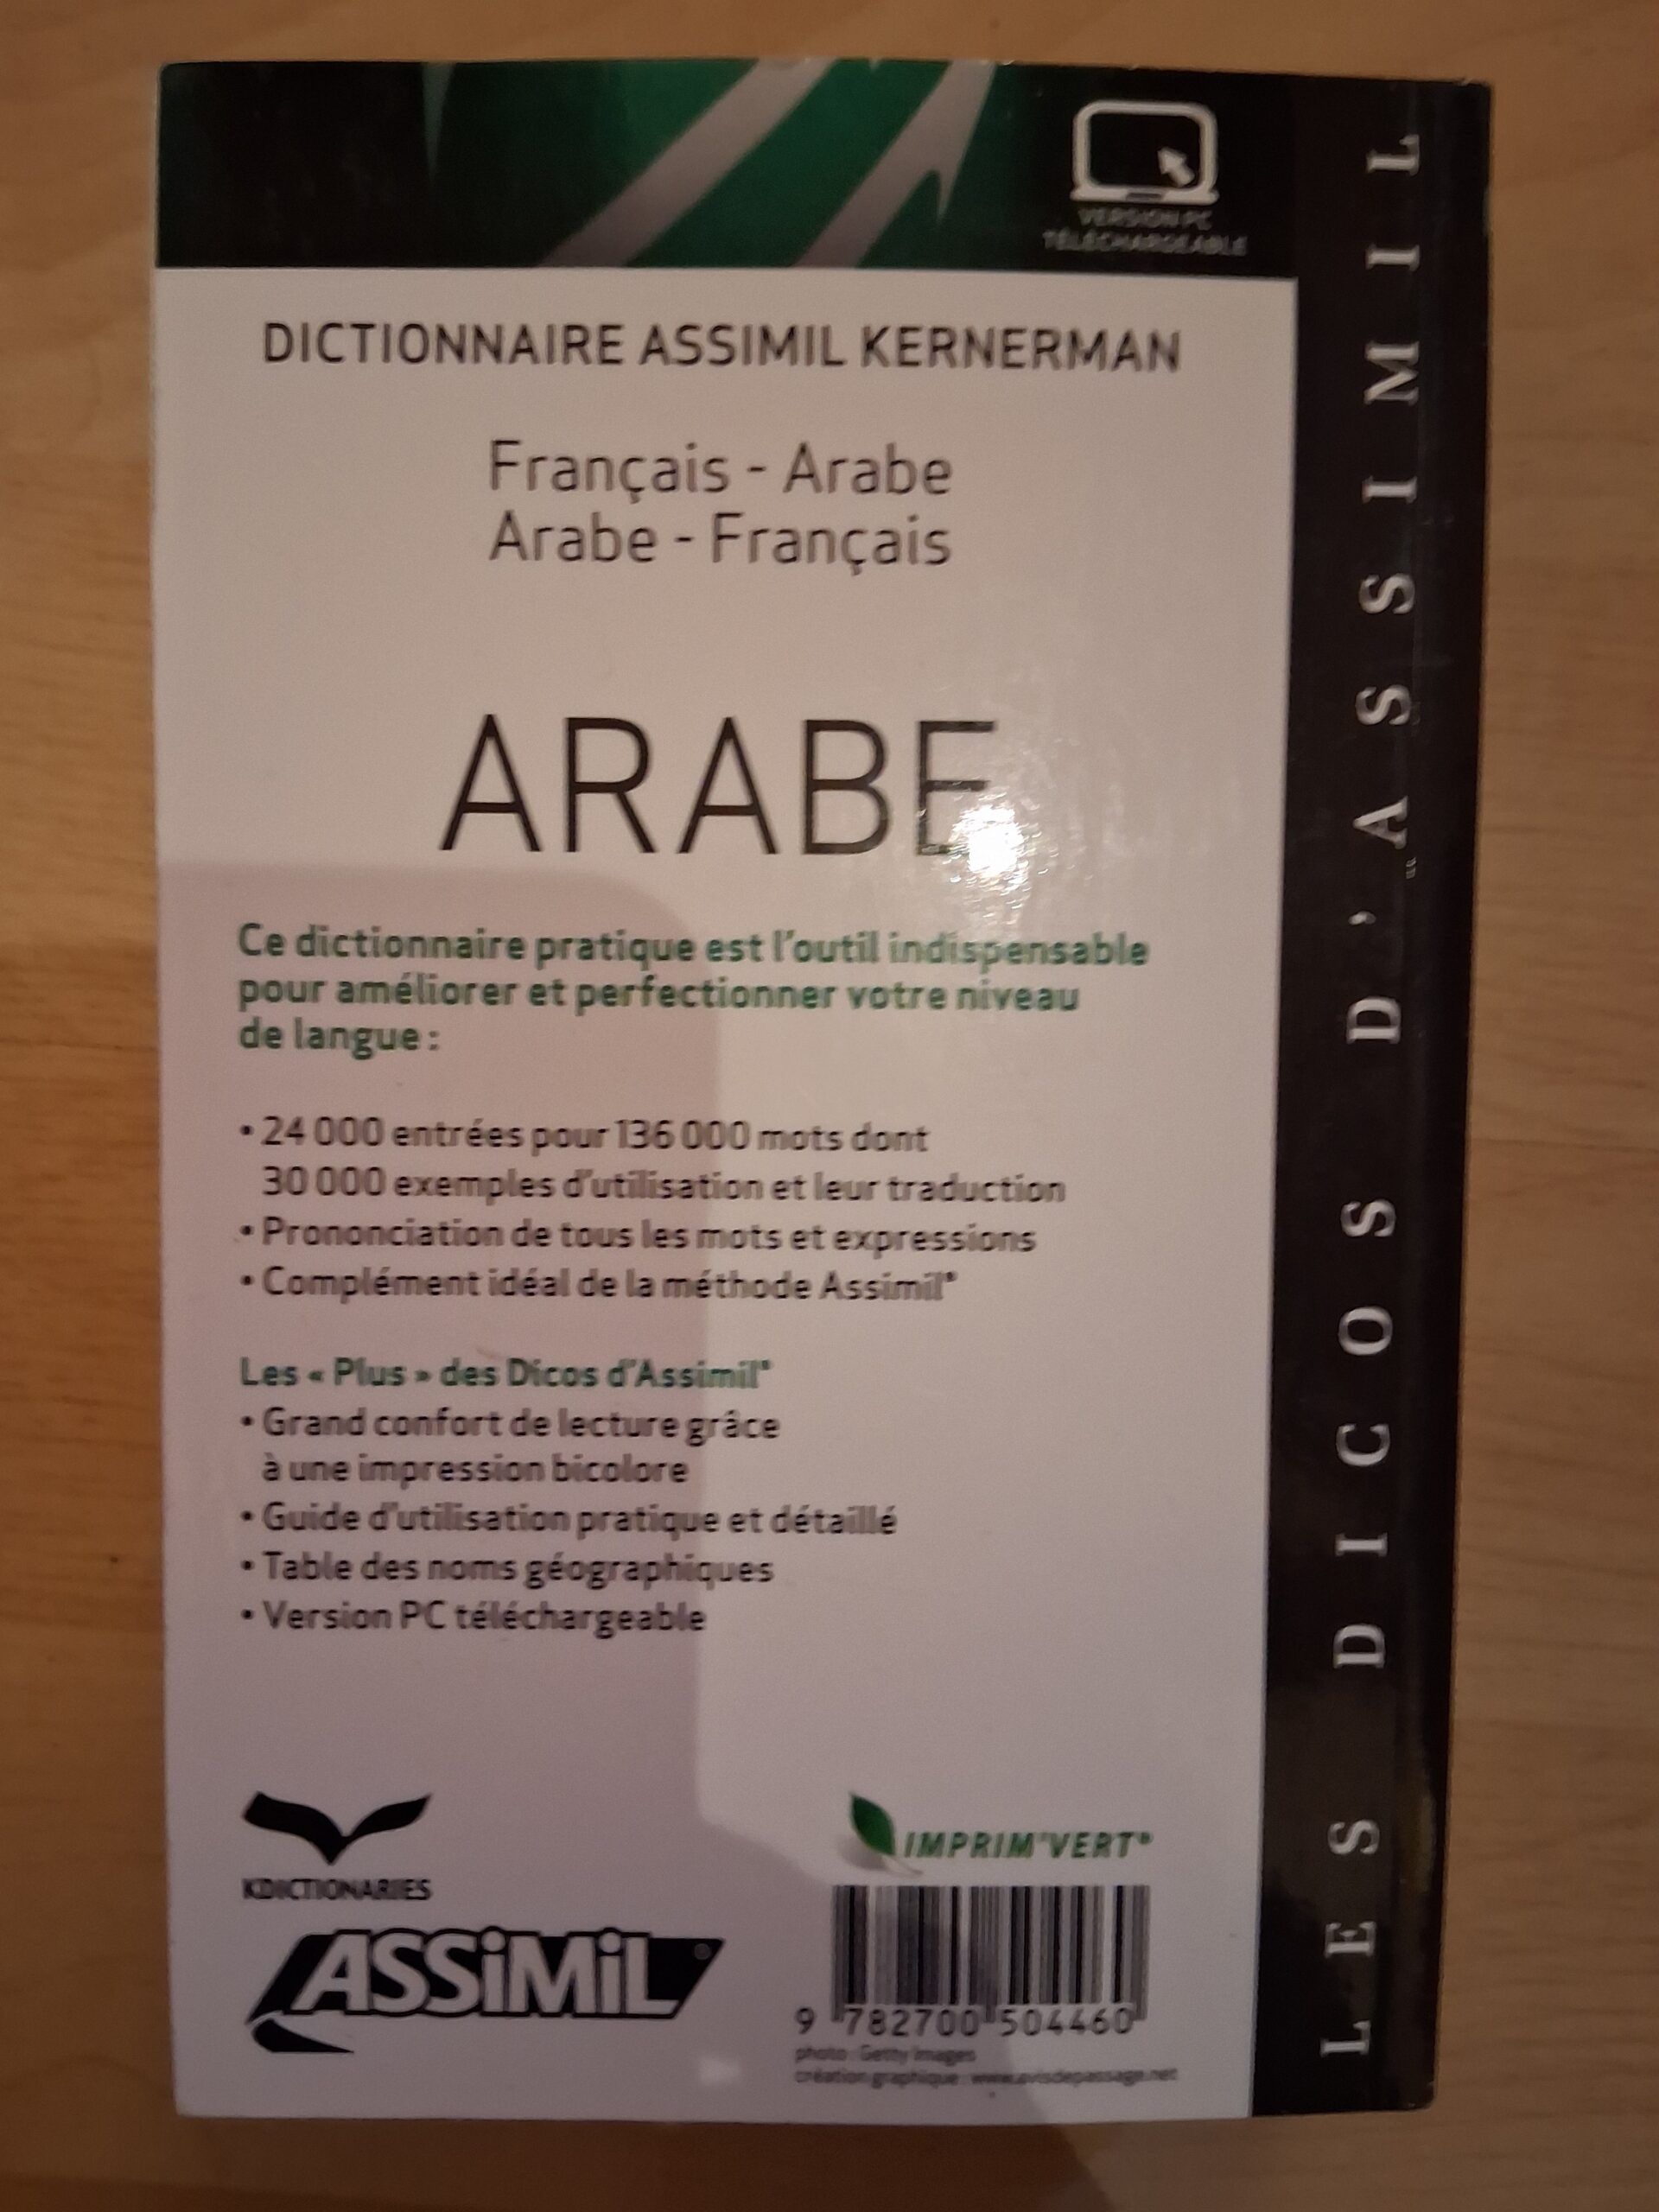 VERSION PC
TÉLÉCHARGEABLE
DICTIONNAIRE ASSIMIL KERNERMAN
Français - Arabe
Arabe - Français
ARABE
Ce dictionnaire pratique est l'outil indispensable
pour améliorer et perfectionner votre niveau
de langue :
• 24 000 entrées pour 136 000 mots dont
30 000 exemples d'utilisation et leur traduction
• Prononciation de tous les mots et expressions
• Complément idéal de la méthode Assimil®
Les « Plus » des Dicos d'Assimil®
• Grand confort de lecture grâce
à une impression bicolore
• Guide d'utilisation pratique et détaillé
• Table des noms géographiques
• Version PC téléchargeable
KDICTIONARIES
ASSiMiL®
IMPRIM'VERT®
9 782700 504460
photo : Getty Images
création graphique : www.avisdepassage.net
LES DICOS D'ASSIMIL